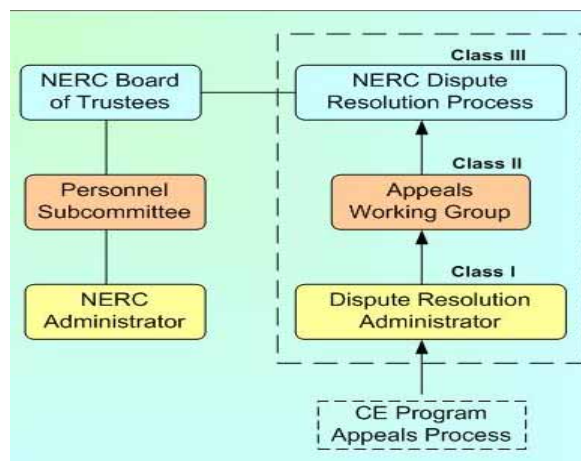 Class III
NERC Board
of Trustees
NERC Dispute
Resolution Process
Class II
Personnel
Subcommittee
Appeals
Working Group
Class I
NERC
Administrator
Dispute Resolution
Administrator
CE Program
Appeals Process